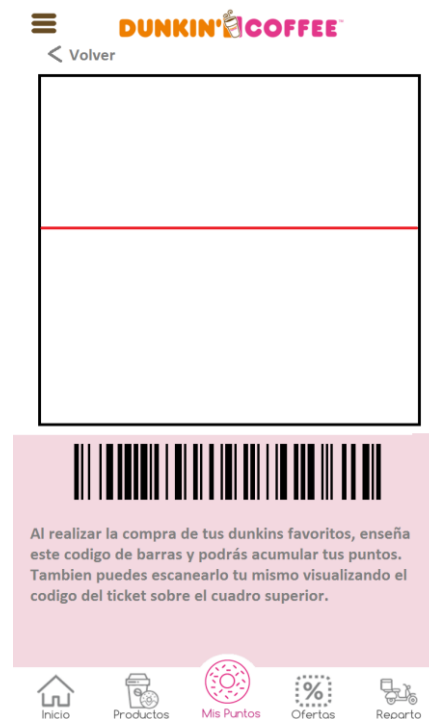 DUNKIN' COFFEE
< Volver
Al realizar la compra de tus dunkins favoritos, enseña
este codigo de barras y podrás acumular tus puntos.
Tambien puedes escanearlo tu mismo visualizando el
codigo del ticket sobre el cuadro superior.
Inicio Productos Mis Puntos Ofertas Reparto